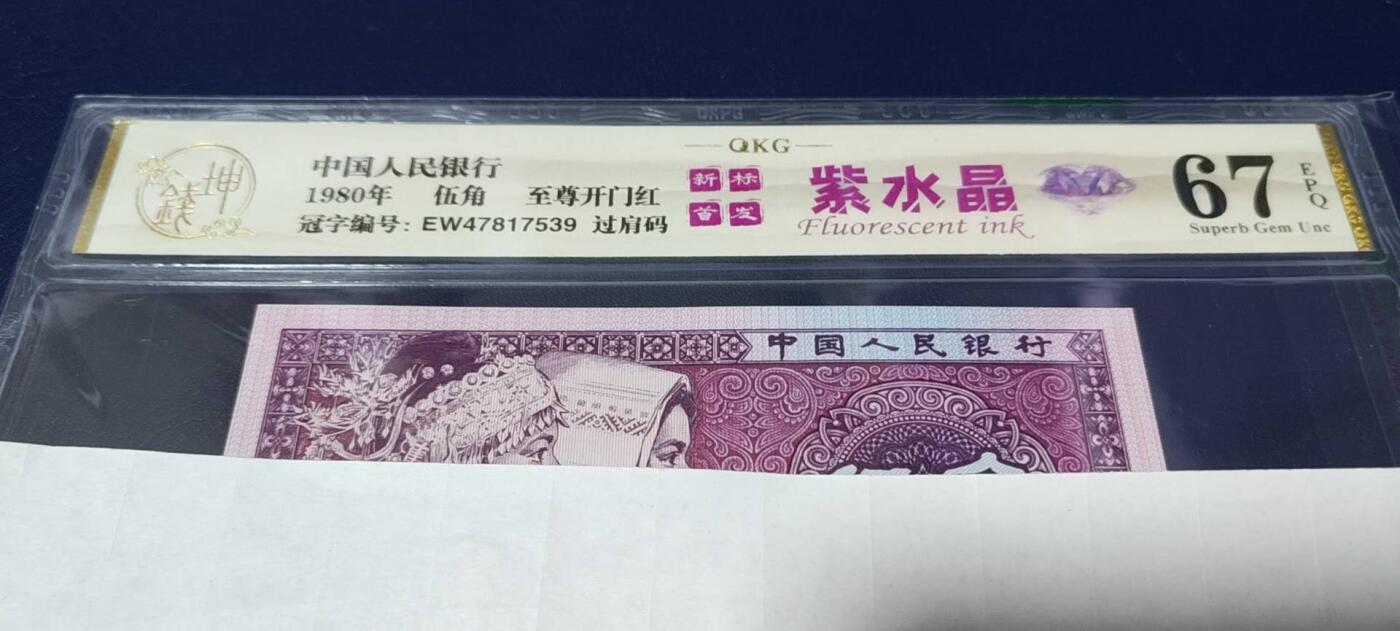 QKG
中国人民银行
1980年 伍角 至尊开门红
冠字编号: EW47817539 过肩码
新标
首发
紫水晶
Fluorescent ink
67
EPQ
Superb Gem Unc
中国人民银行